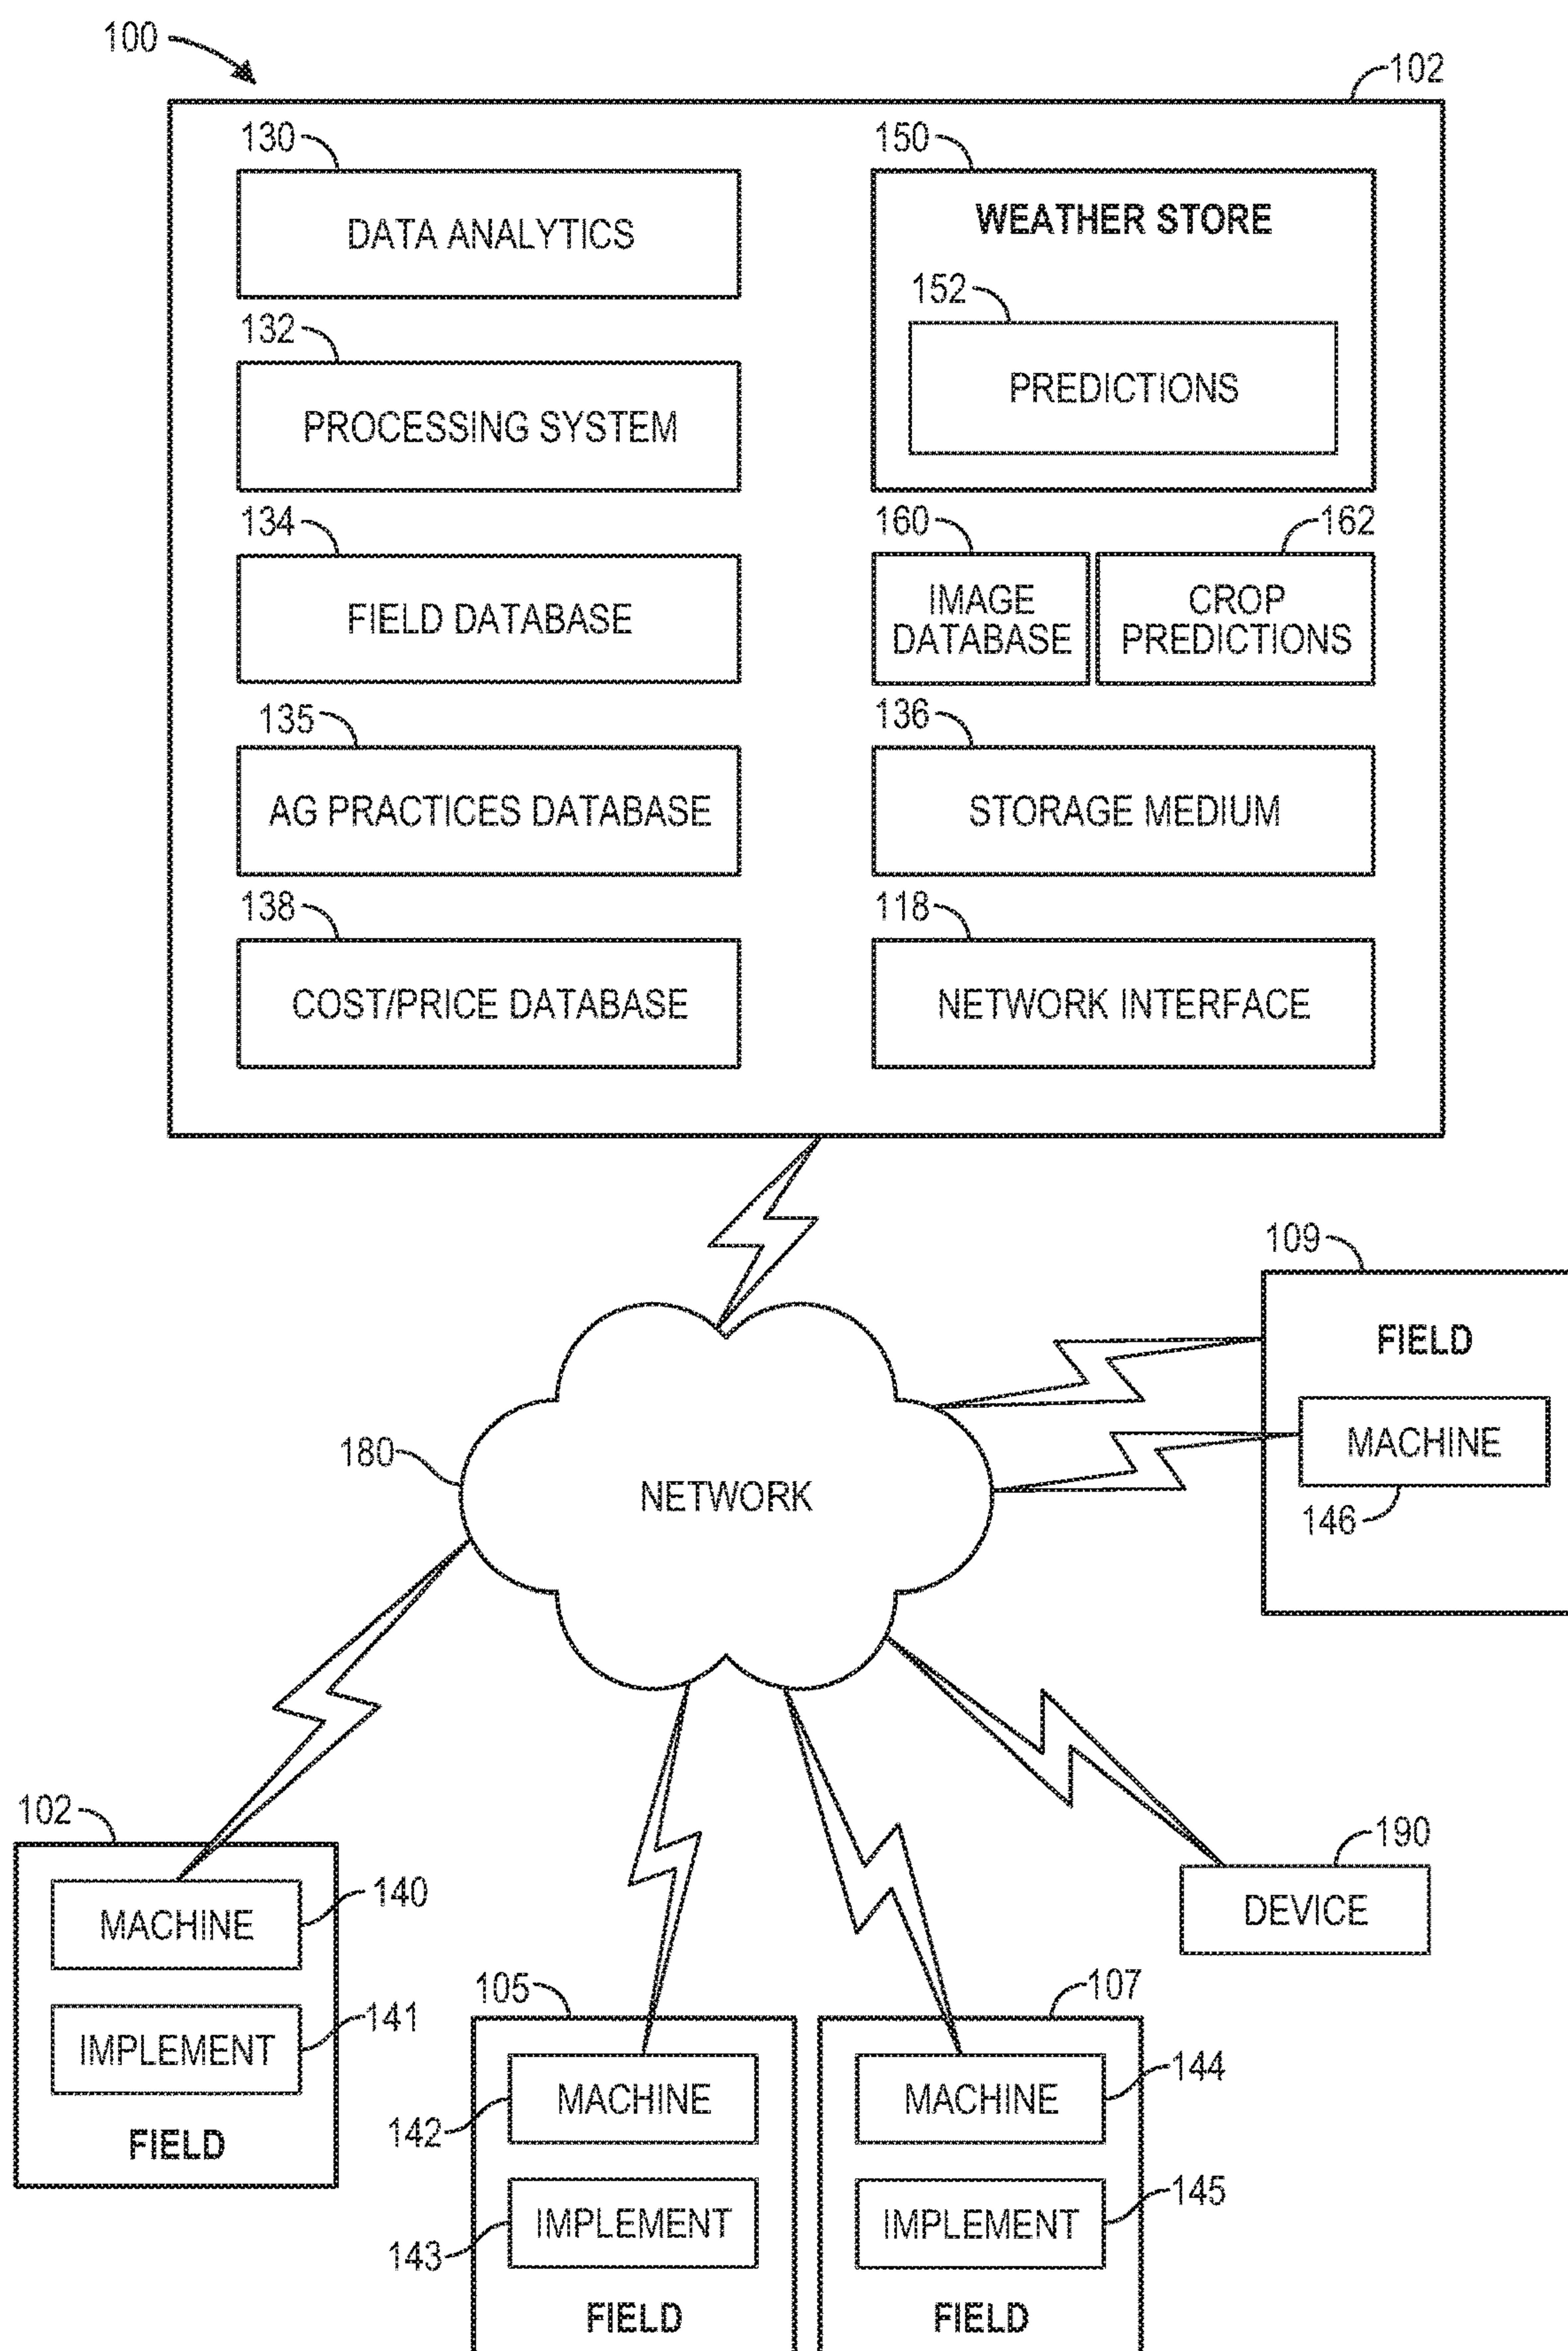 100
102
130
150
DATA ANALYTICS
WEATHER STORE
152
PREDICTIONS
132
PROCESSING SYSTEM
134
160
162
FIELD DATABASE
IMAGE
DATABASE
CROP
PREDICTIONS
135
136
AG PRACTICES DATABASE
STORAGE MEDIUM
138
118
COST/PRICE DATABASE
NETWORK INTERFACE
109
FIELD
MACHINE
146
180
NETWORK
102
MACHINE
140
IMPLEMENT
141
FIELD
190
DEVICE
105
107
MACHINE
142
MACHINE
144
IMPLEMENT
143
IMPLEMENT
145
FIELD
FIELD